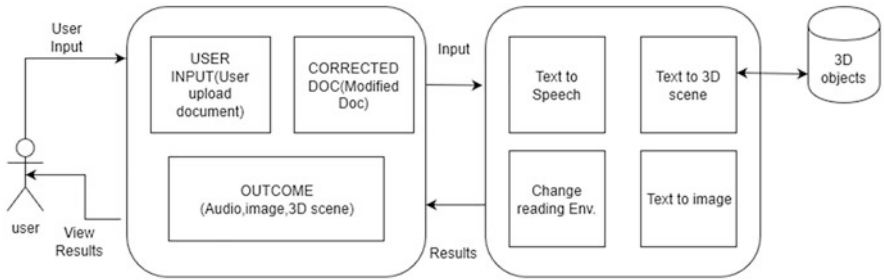 User
Input
USER
INPUT(User
upload
document)
CORRECTED
DOC(Modified
Doc)
OUTCOME
(Audio,image,3D scene)
user
View
Results
Input
Results
Text to
Speech
Text to 3D
scene
Change
reading Env.
Text to image
3D
objects